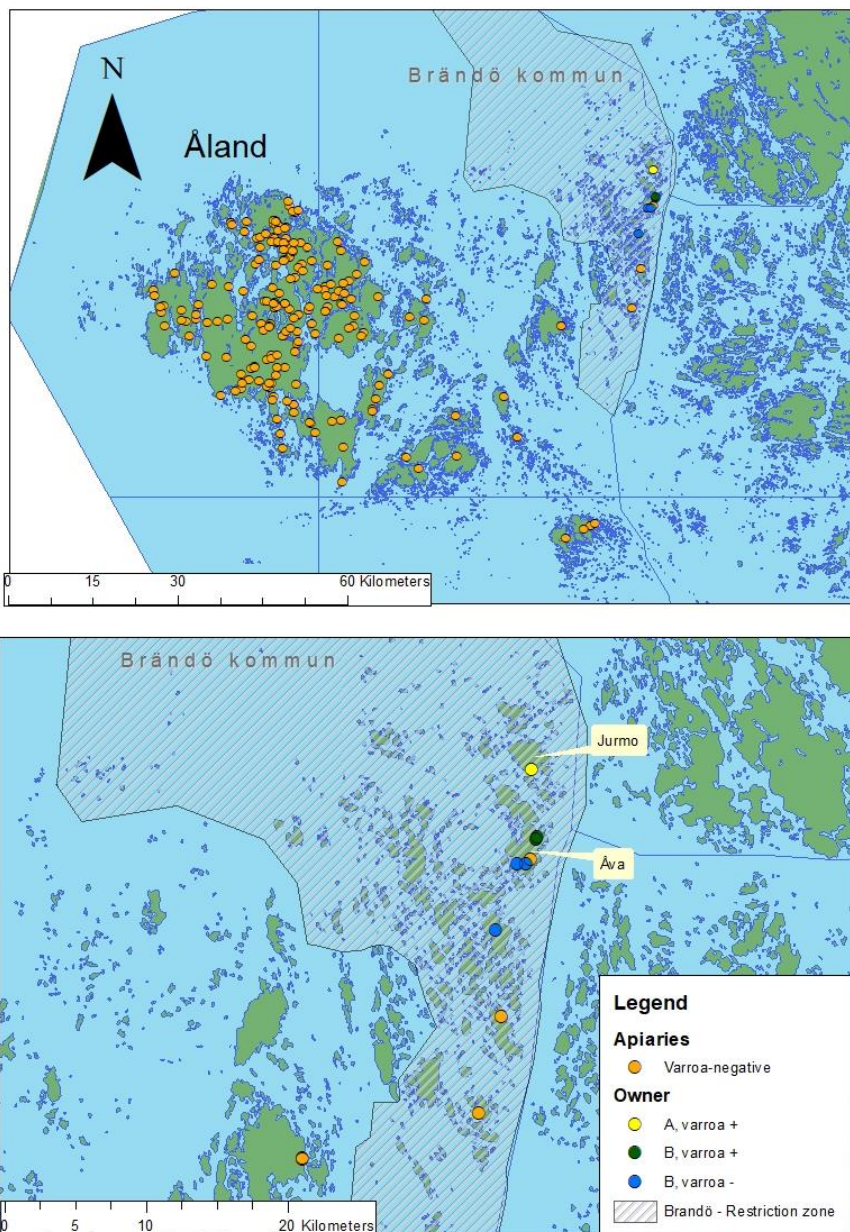 Brändö kommun
N
Åland
0 15 30 60 Kilometers
Brändö kommun
Jurmo
Åva
Legend
Apiaries
Varroa-negative
Owner
A, varroa +
B, varroa +
B, varroa -
Brandö - Restriction zone
0 5 10 20 Kilometers